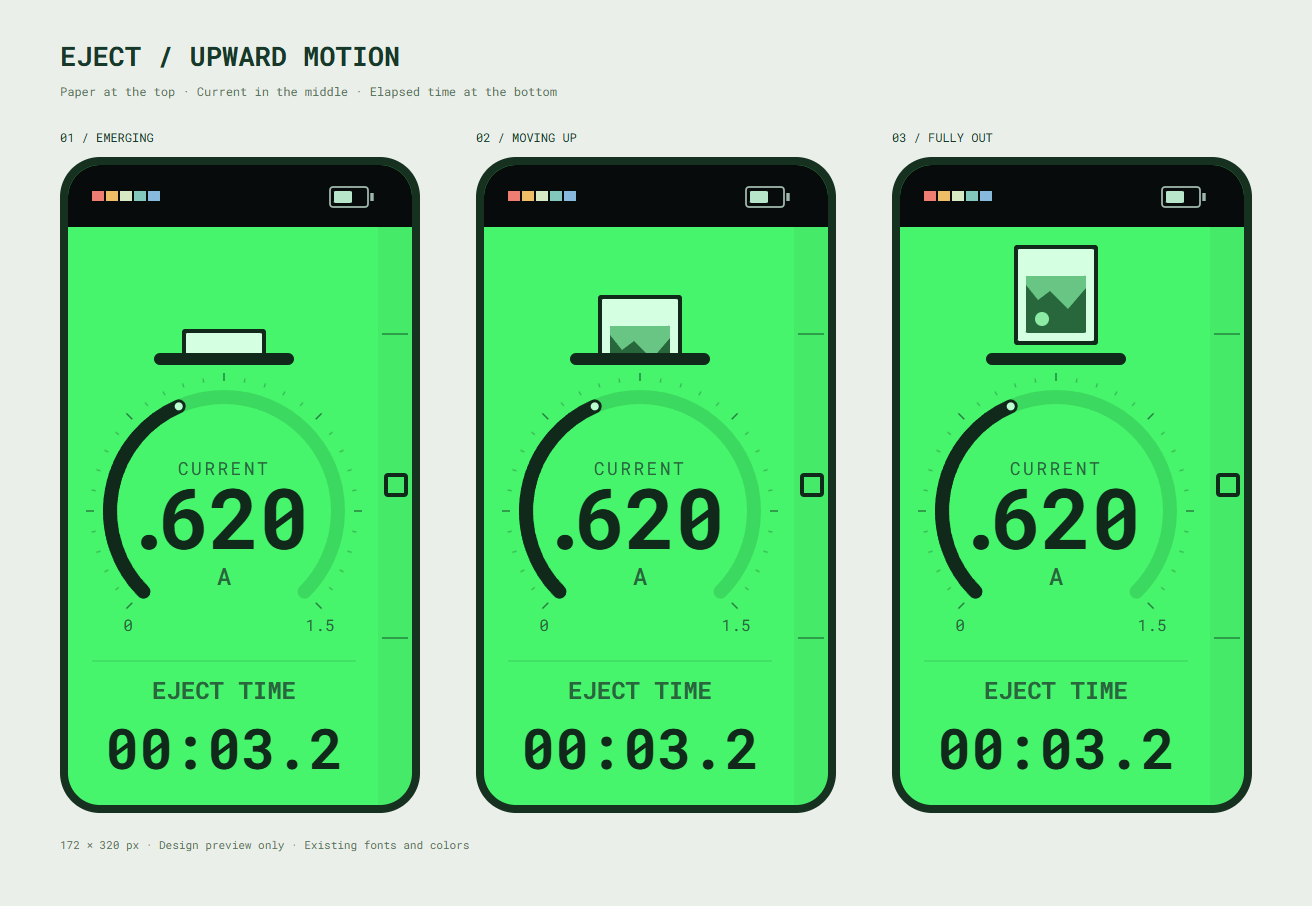 EJECT / UPWARD MOTION
Paper at the top · Current in the middle · Elapsed time at the bottom
01 / EMERGING
CURRENT
.620
A
0 1.5
EJECT TIME
00:03.2
02 / MOVING UP
CURRENT
.620
A
0 1.5
EJECT TIME
00:03.2
03 / FULLY OUT
CURRENT
.620
A
0 1.5
EJECT TIME
00:03.2
172 × 320 px · Design preview only · Existing fonts and colors